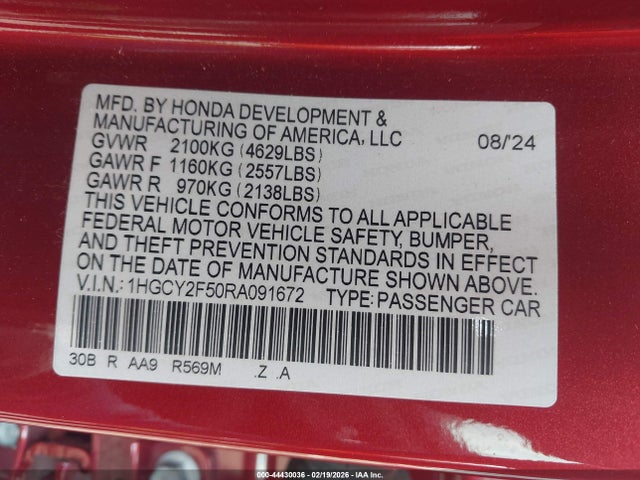 MFD. BY HONDA DEVELOPMENT &
MANUFACTURING OF AMERICA, LLC 08/'24
GVWR 2100KG (4629LBS)
GAWR F 1160KG (2557LBS)
GAWR R 970KG (2138LBS)
THIS VEHICLE CONFORMS TO ALL APPLICABLE
FEDERAL MOTOR VEHICLE SAFETY, BUMPER,
AND THEFT PREVENTION STANDARDS IN EFFECT
ON THE DATE OF MANUFACTURE SHOWN ABOVE.
V.I.N.: 1HGCY2F50RA091672 TYPE: PASSENGER CAR
30B R AA9 R569M .Z .A
000-44430036 - 02/19/2026 - IAA Inc.